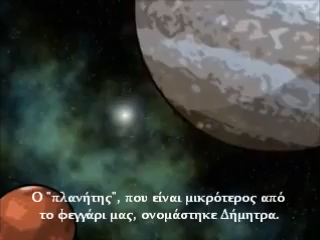 Ο "πλανήτης", που είναι μικρότερος από
το φεγγάρι μας, ονομάστηκε Δήμητρα.